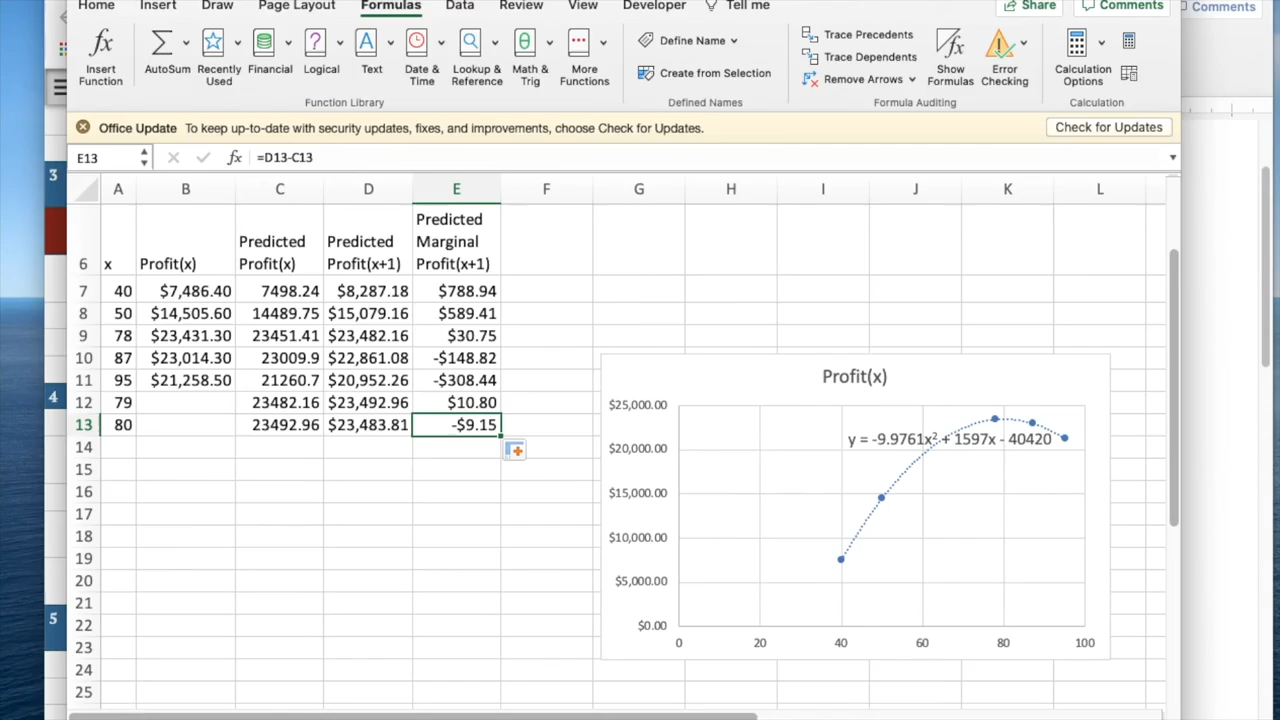 Home Insert Draw Page Layout Formulas Data Review View Developer Tell me Share Comments Comments
fx Σ ? A θ fx
Insert Function AutoSum Recently Used Financial Logical Text Date & Time Lookup & Reference Math & Trig More Functions
Define Name
Create from Selection
Trace Precedents
Trace Dependents
Remove Arrows
Show Formulas Error Checking Calculation Options
Function Library Defined Names Formula Auditing Calculation
Office Update To keep up-to-date with security updates, fixes, and improvements, choose Check for Updates. Check for Updates
E13 fx =D13-C13
3
4
5
A B C D E F G H I J K L
6 x Profit(x) Predicted Profit(x) Predicted Profit(x+1) Predicted Marginal Profit(x+1)
7 40 $7,486.40 7498.24 $8,287.18 $788.94
8 50 $14,505.60 14489.75 $15,079.16 $589.41
9 78 $23,431.30 23451.41 $23,482.16 $30.75
10 87 $23,014.30 23009.9 $22,861.08 -$148.82
11 95 $21,258.50 21260.7 $20,952.26 -$308.44
12 79 23482.16 $23,492.96 $10.80
13 80 23492.96 $23,483.81 -$9.15
14
15
16
17
18
19
20
21
22
23
24
25
Profit(x)
$25,000.00
y = -9.9761x² + 1597x - 40420
$20,000.00
$15,000.00
$10,000.00
$5,000.00
$0.00
0 20 40 60 80 100